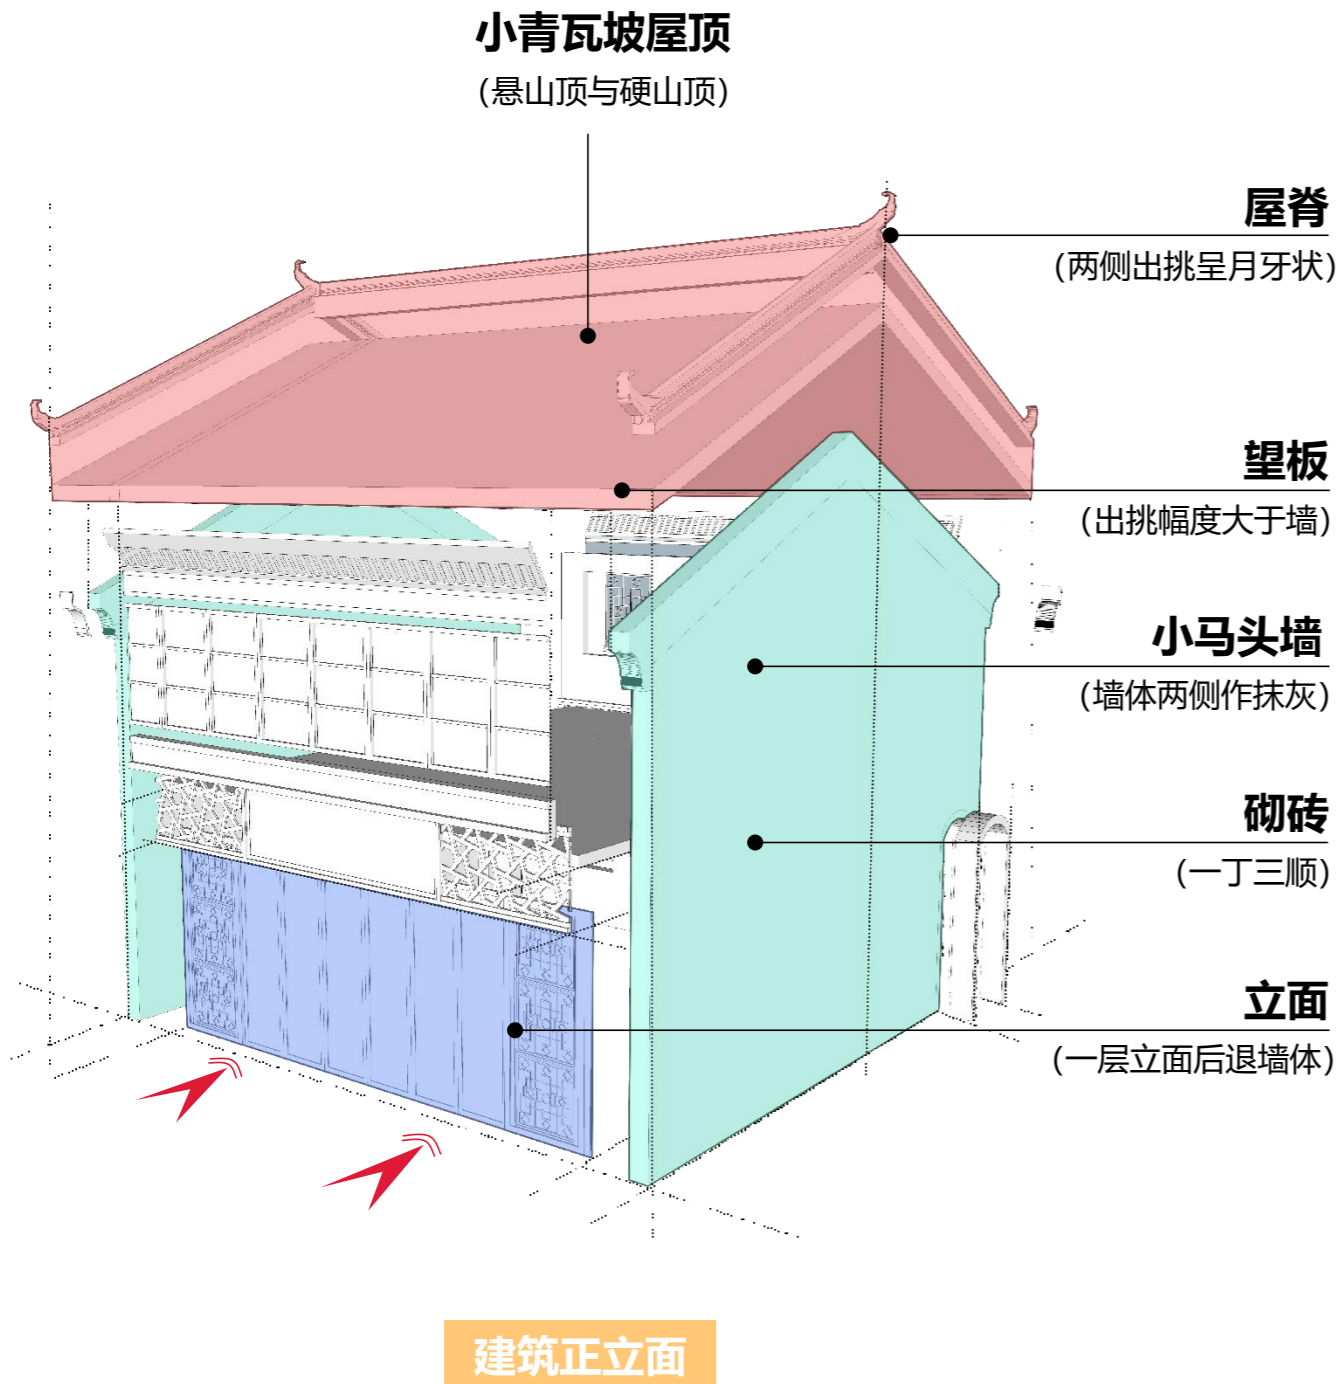 小青瓦坡屋顶
(悬山顶与硬山顶)
屋脊
(两侧出挑呈月牙状)
望板
(出挑幅度大于墙)
小马头墙
(墙体两侧作抹灰)
砌砖
(一丁三顺)
立面
(一层立面后退墙体)
建筑正立面